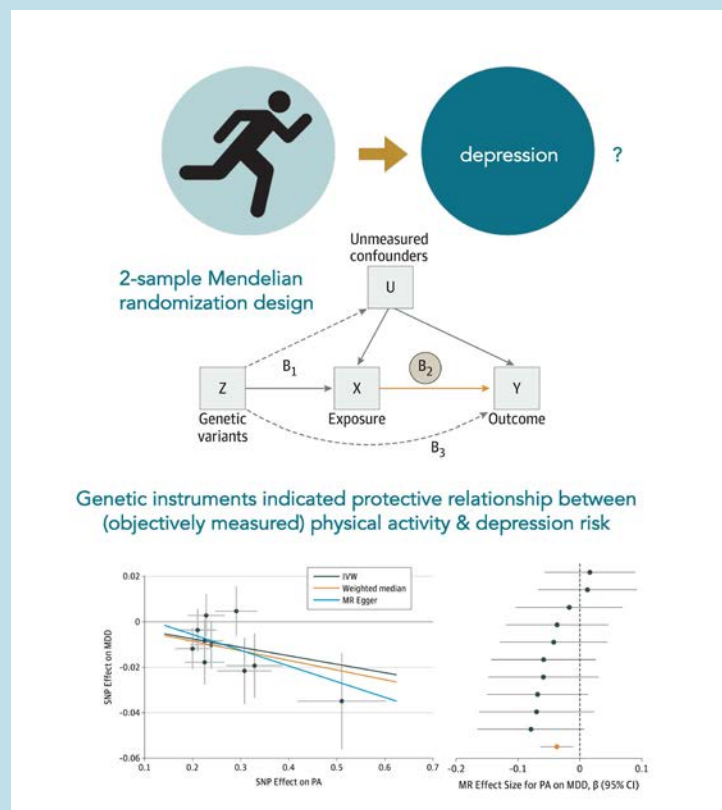 depression
?
Unmeasured
confounders
2-sample Mendelian
randomization design
U
B1
B2
Z
X
Y
Genetic
variants
Exposure
Outcome
B3
Genetic instruments indicated protective relationship between
(objectively measured) physical activity & depression risk
IVW
Weighted median
MR Egger
SNP Effect on MDD
0.02
0
-0.02
-0.04
-0.06
0.1 0.2 0.3 0.4 0.5 0.6 0.7
SNP Effect on PA
-0.2 -0.1 0 0.1
MR Effect Size for PA on MDD, β (95% CI)